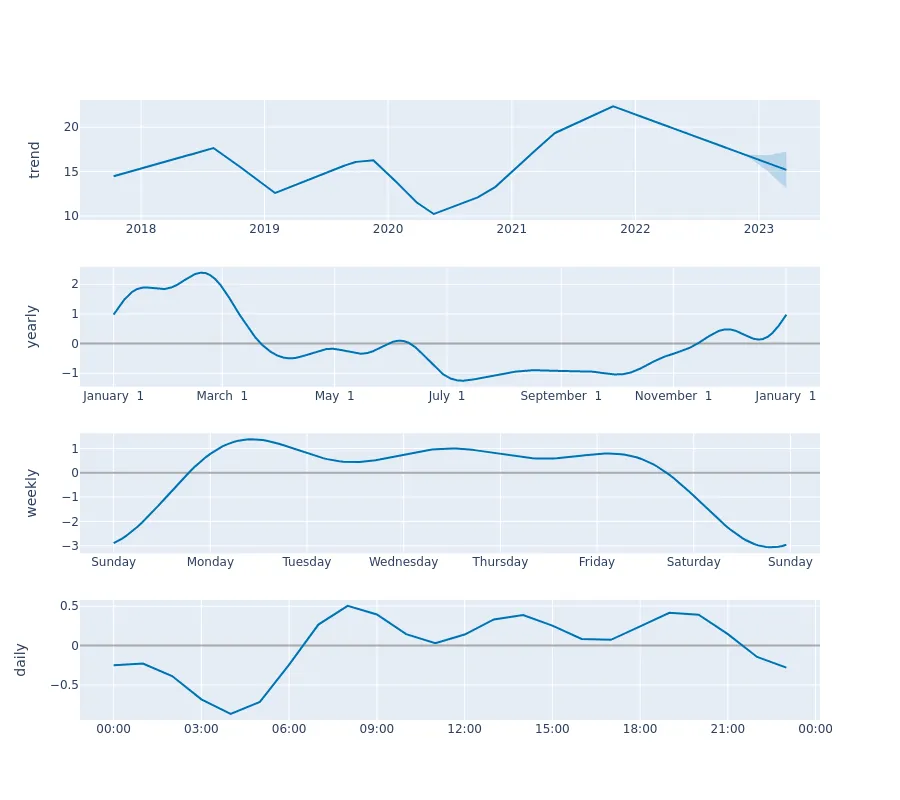 trend
20
15
10
2018 2019 2020 2021 2022 2023
yearly
2
1
0
−1
January 1 March 1 May 1 July 1 September 1 November 1 January 1
weekly
1
0
−1
−2
−3
Sunday Monday Tuesday Wednesday Thursday Friday Saturday Sunday
daily
0.5
0
−0.5
00:00 03:00 06:00 09:00 12:00 15:00 18:00 21:00 00:00